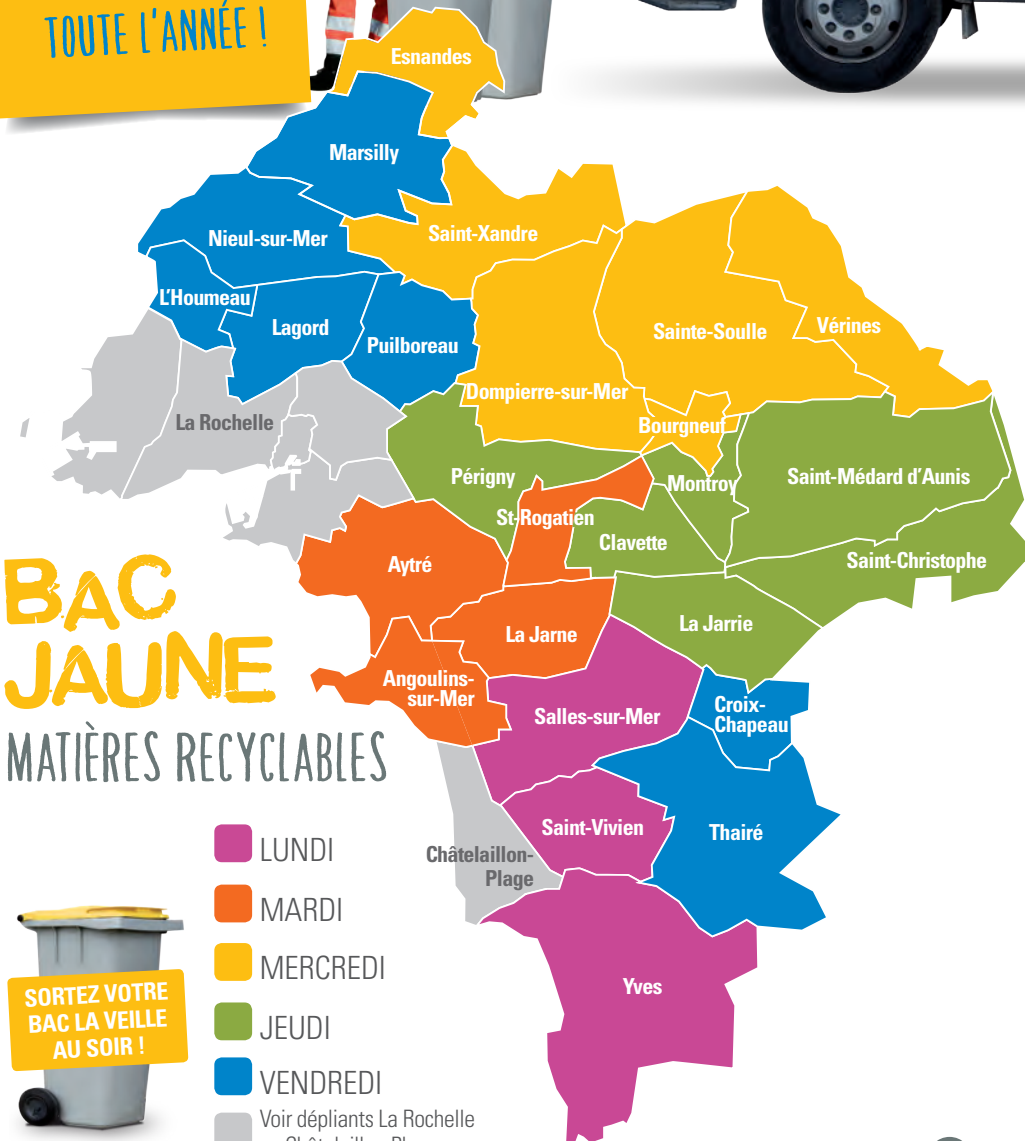 TOUTE L'ANNÉE !
Esnandes
Marsilly
Nieul-sur-Mer
Saint-Xandre
L'Houmeau
Lagord
Puilboreau
Sainte-Soulle
Vérines
Dompierre-sur-Mer
La Rochelle
Bourgneuf
Périgny
Montroy
Saint-Médard d'Aunis
St-Rogatien
Clavette
Saint-Christophe
Aytré
La Jarne
La Jarrie
Angoulins-
sur-Mer
Salles-sur-Mer
Croix-
Chapeau
Saint-Vivien
Thairé
Châtelaillon-
Plage
Yves
BAC
JAUNE
MATIÈRES RECYCLABLES
LUNDI
MARDI
MERCREDI
JEUDI
VENDREDI
Voir dépliants La Rochelle
SORTEZ VOTRE
BAC LA VEILLE
AU SOIR !